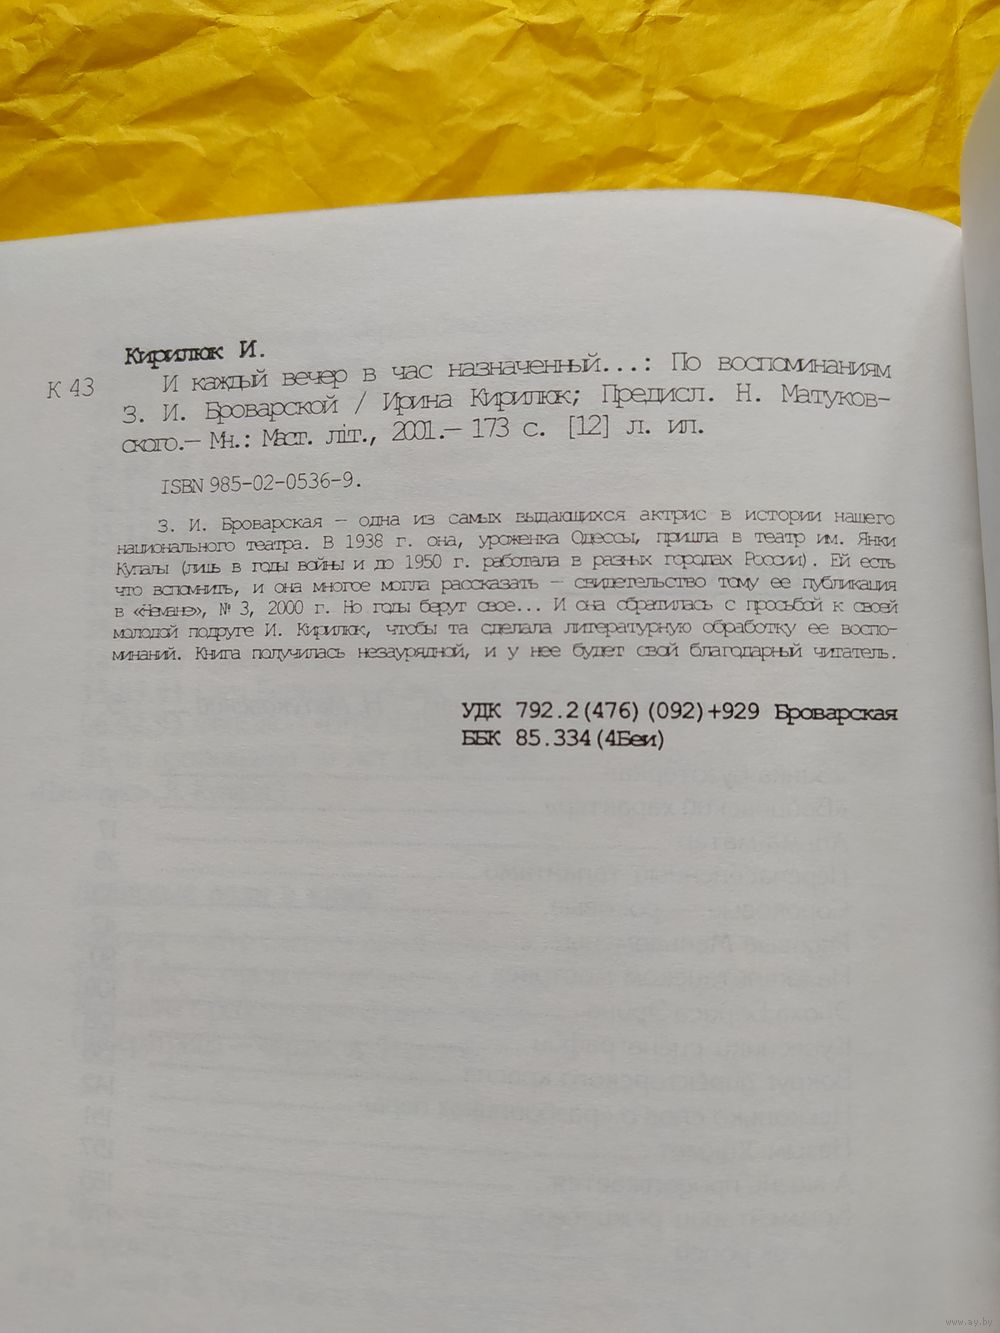 Кирилюк И.
К 43
И каждый вечер в час назначенный...: По воспоминаниям
З. И. Броварской / Ирина Кирилюк; Предисл. Н. Матуков-
ского.— Мн.: Маст. літ., 2001.— 173 с. [12] л. ил.
ISBN 985-02-0536-9.
З. И. Броварская — одна из самых выдающихся актрис в истории нашего
национального театра. В 1938 г. она, уроженка Одессы, пришла в театр им. Янки
Купалы (лишь в годы войны и до 1950 г. работала в разных городах России). Ей есть
что вспомнить, и она многое могла рассказать — свидетельство тому ее публикация
в «Нёмане», № 3, 2000 г. Но годы берут свое... И она обратилась с просьбой к своей
молодой подруге И. Кирилюк, чтобы та сделала литературную обработку ее воспо-
минаний. Книга получилась незаурядной, и у нее будет свой благодарный читатель.
УДК 792.2(476)(092)+929 Броварская
ББК 85.334(4Беи)
www.ay.by